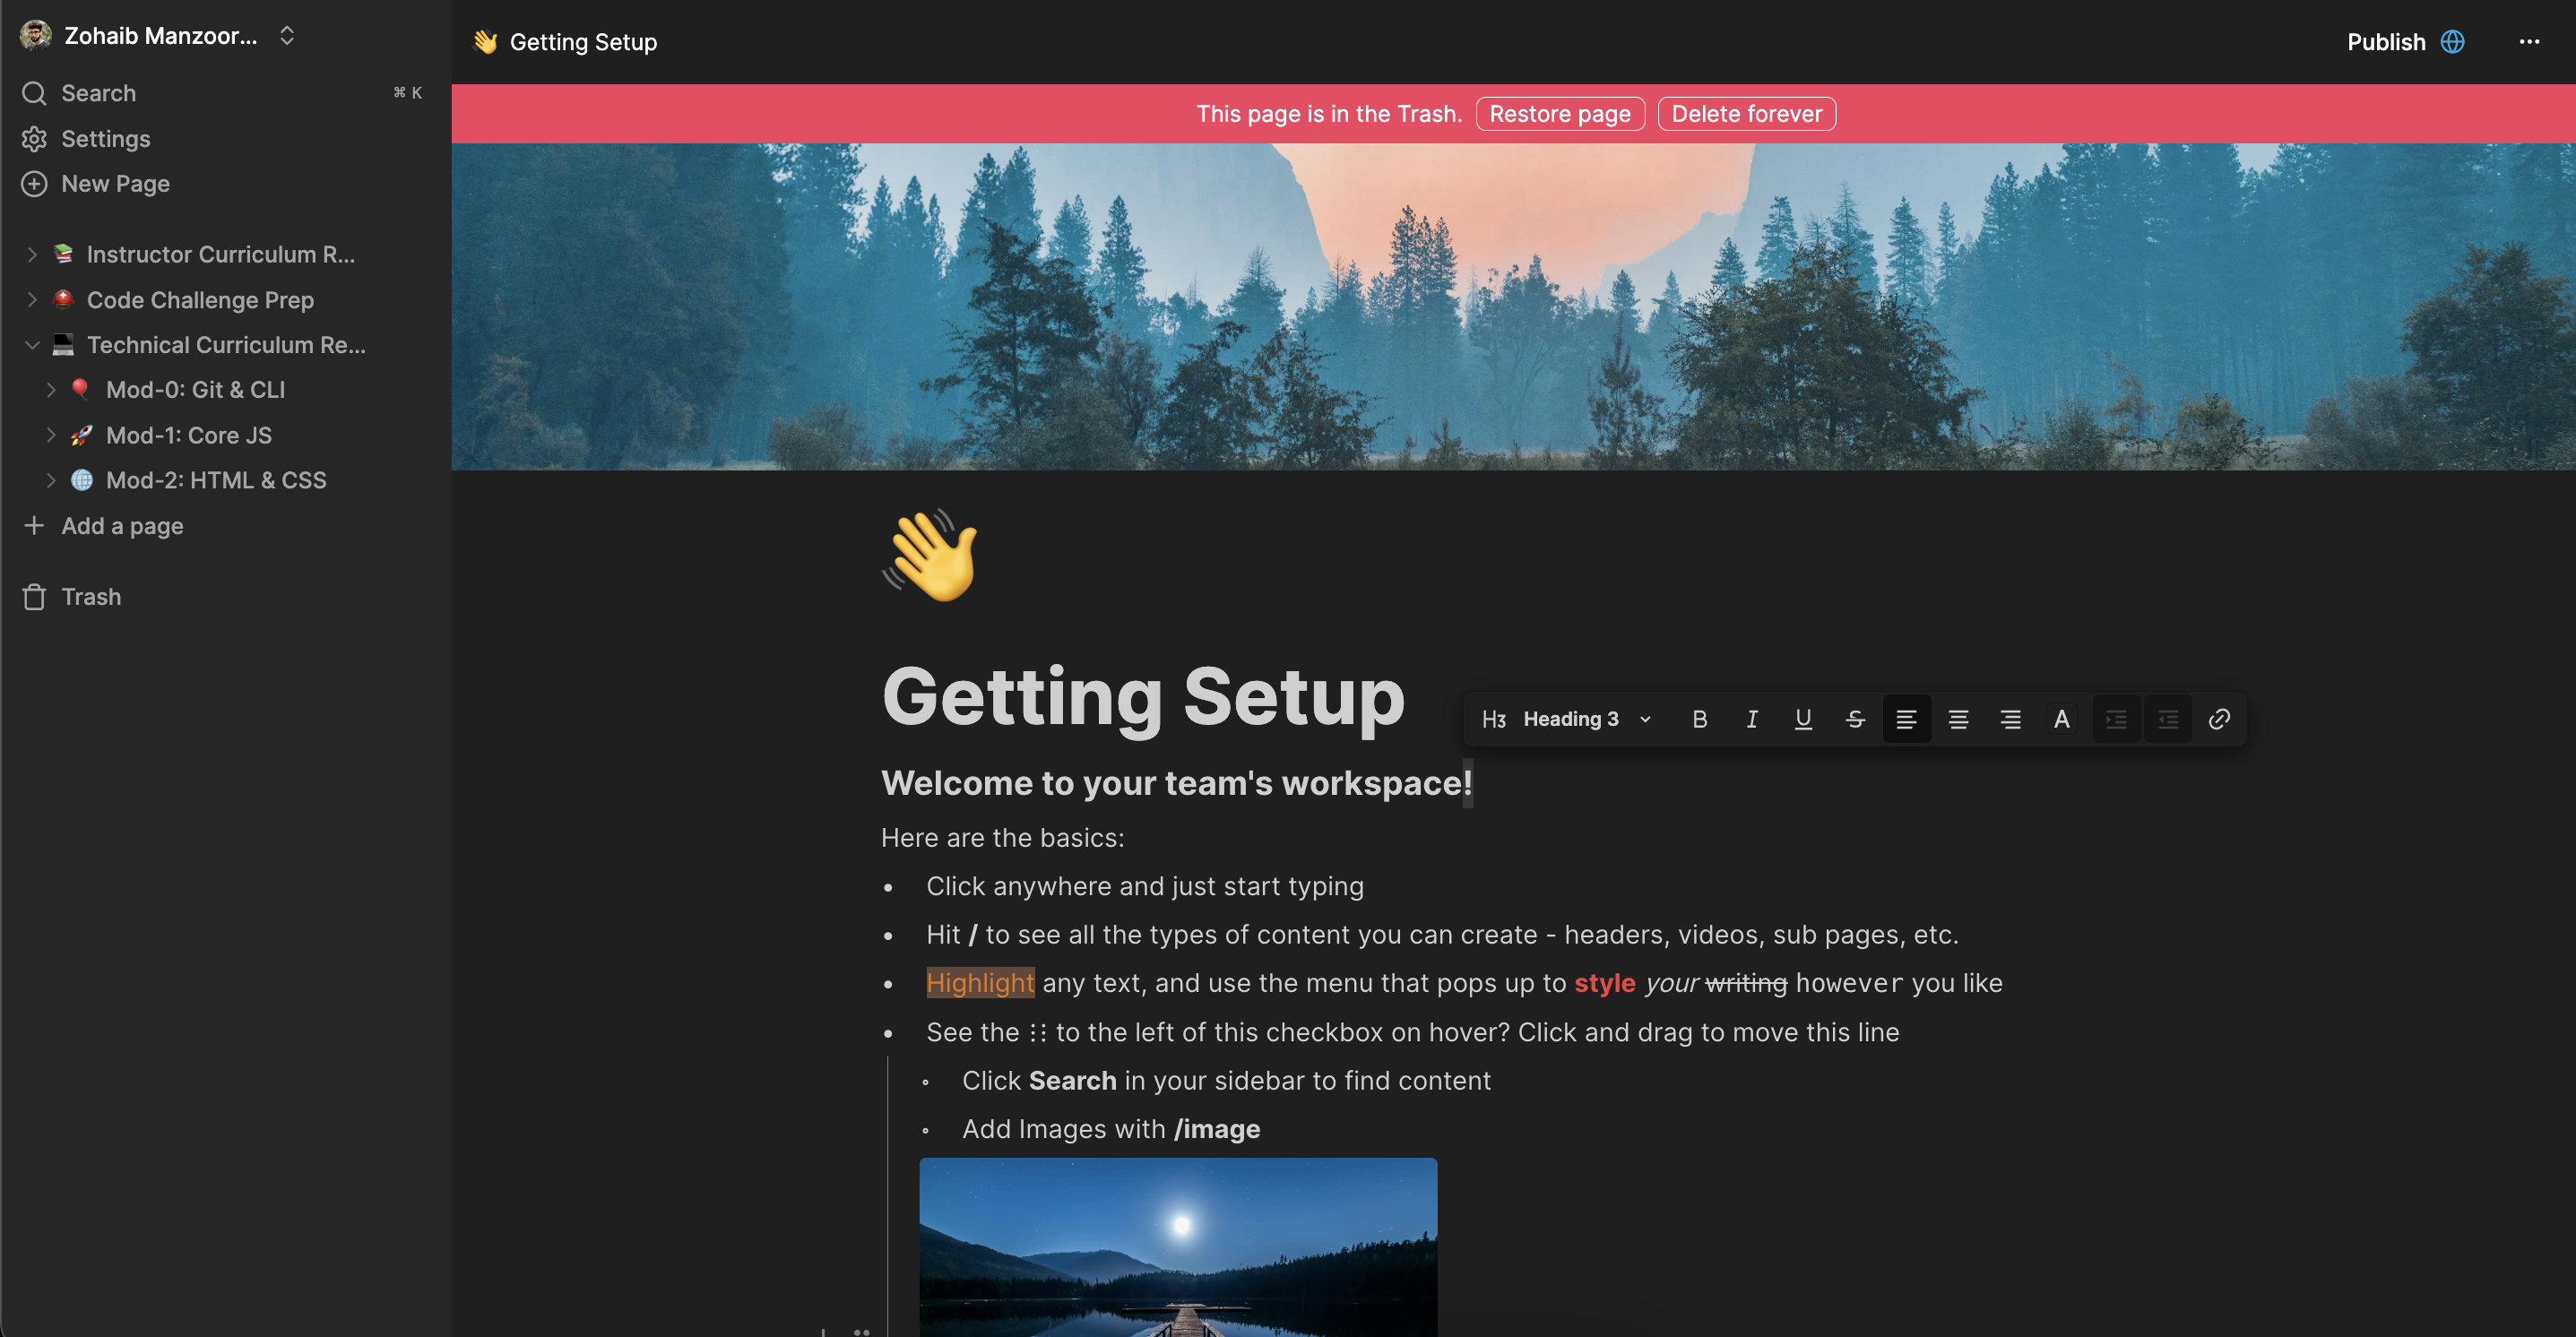 Zohaib Manzoor...
Search ⌘ K
Settings
New Page
Instructor Curriculum R...
Code Challenge Prep
Technical Curriculum Re...
Mod-0: Git & CLI
Mod-1: Core JS
Mod-2: HTML & CSS
Add a page
Trash
Getting Setup
Publish
This page is in the Trash. Restore page Delete forever
Getting Setup
H3 Heading 3 B I U S A
Welcome to your team's workspace!
Here are the basics:
• Click anywhere and just start typing
• Hit / to see all the types of content you can create - headers, videos, sub pages, etc.
• Highlight any text, and use the menu that pops up to style your writing however you like
• See the ⋮⋮ to the left of this checkbox on hover? Click and drag to move this line
◦ Click Search in your sidebar to find content
◦ Add Images with /image